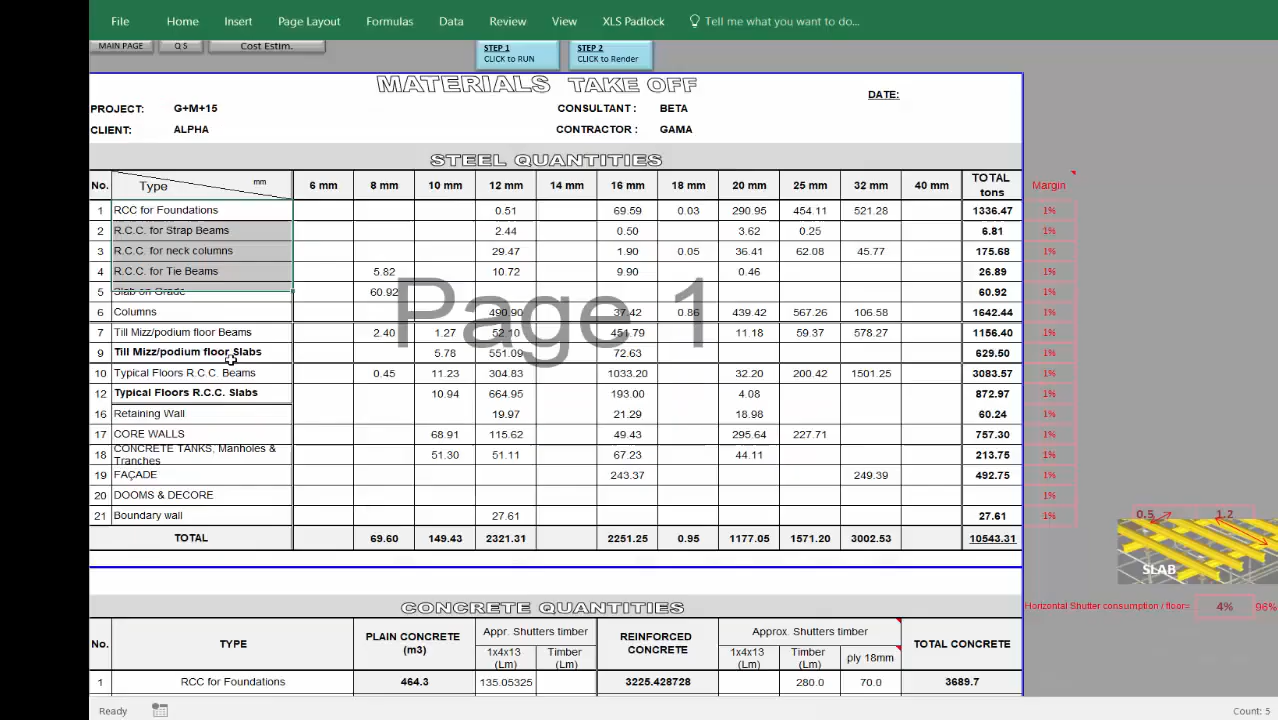 File Home Insert Page Layout Formulas Data Review View XLS Padlock Tell me what you want to do...
MAIN PAGE Q S Cost Estim. STEP 1 CLICK to RUN STEP 2 CLICK to Render
MATERIALS TAKE OFF
DATE:
PROJECT: G+M+15 CONSULTANT : BETA
CLIENT: ALPHA CONTRACTOR : GAMA
STEEL QUANTITIES
No. Type mm 6 mm 8 mm 10 mm 12 mm 14 mm 16 mm 18 mm 20 mm 25 mm 32 mm 40 mm TOTAL tons Margin
1 RCC for Foundations 0.51 69.59 0.03 290.95 454.11 521.28 1336.47 1%
2 R.C.C. for Strap Beams 2.44 0.50 3.62 0.25 6.81 1%
3 R.C.C. for neck columns 29.47 1.90 0.05 36.41 62.08 45.77 175.68 1%
4 R.C.C. for Tie Beams 5.82 10.72 9.90 0.46 26.89 1%
5 Slab on Grade 60.92 60.92 1%
Page 1
6 Columns 490.90 37.42 0.86 439.42 567.26 106.58 1642.44 1%
7 Till Mizz/podium floor Beams 2.40 1.27 52.10 451.79 11.18 59.37 578.27 1156.40 1%
9 Till Mizz/podium floor Slabs 5.78 551.09 72.63 629.50 1%
10 Typical Floors R.C.C. Beams 0.45 11.23 304.83 1033.20 32.20 200.42 1501.25 3083.57 1%
12 Typical Floors R.C.C. Slabs 10.94 664.95 193.00 4.08 872.97 1%
16 Retaining Wall 19.97 21.29 18.98 60.24 1%
17 CORE WALLS 68.91 115.62 49.43 295.64 227.71 757.30 1%
18 CONCRETE TANKS, Manholes & Tranches 51.30 51.11 67.23 44.11 213.75 1%
19 FAÇADE 243.37 249.39 492.75 1%
20 DOOMS & DECORE 1%
21 Boundary wall 27.61 27.61 1%
0.5 1.2
TOTAL 69.60 149.43 2321.31 2251.25 0.95 1177.05 1571.20 3002.53 10543.31
SLAB
CONCRETE QUANTITIES
Horizontal Shutter consumption / floor= 4% 96%
No. TYPE PLAIN CONCRETE (m3) Appr. Shutters timber REINFORCED CONCRETE Approx. Shutters timber TOTAL CONCRETE
1x4x13 (Lm) Timber (Lm) 1x4x13 (Lm) Timber (Lm) ply 18mm
1 RCC for Foundations 464.3 135.05325 3225.428728 280.0 70.0 3689.7
Ready Count: 5